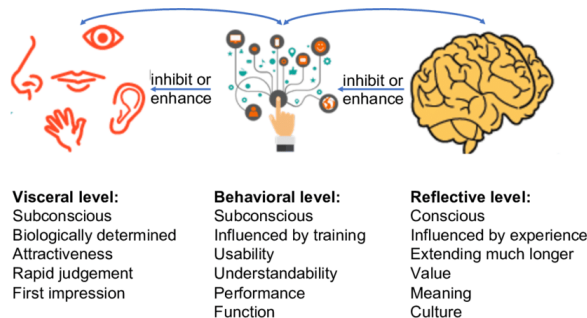 inhibit or
enhance
inhibit or
enhance
Visceral level:
Subconscious
Biologically determined
Attractiveness
Rapid judgement
First impression
Behavioral level:
Subconscious
Influenced by training
Usability
Understandability
Performance
Function
Reflective level:
Conscious
Influenced by experience
Extending much longer
Value
Meaning
Culture